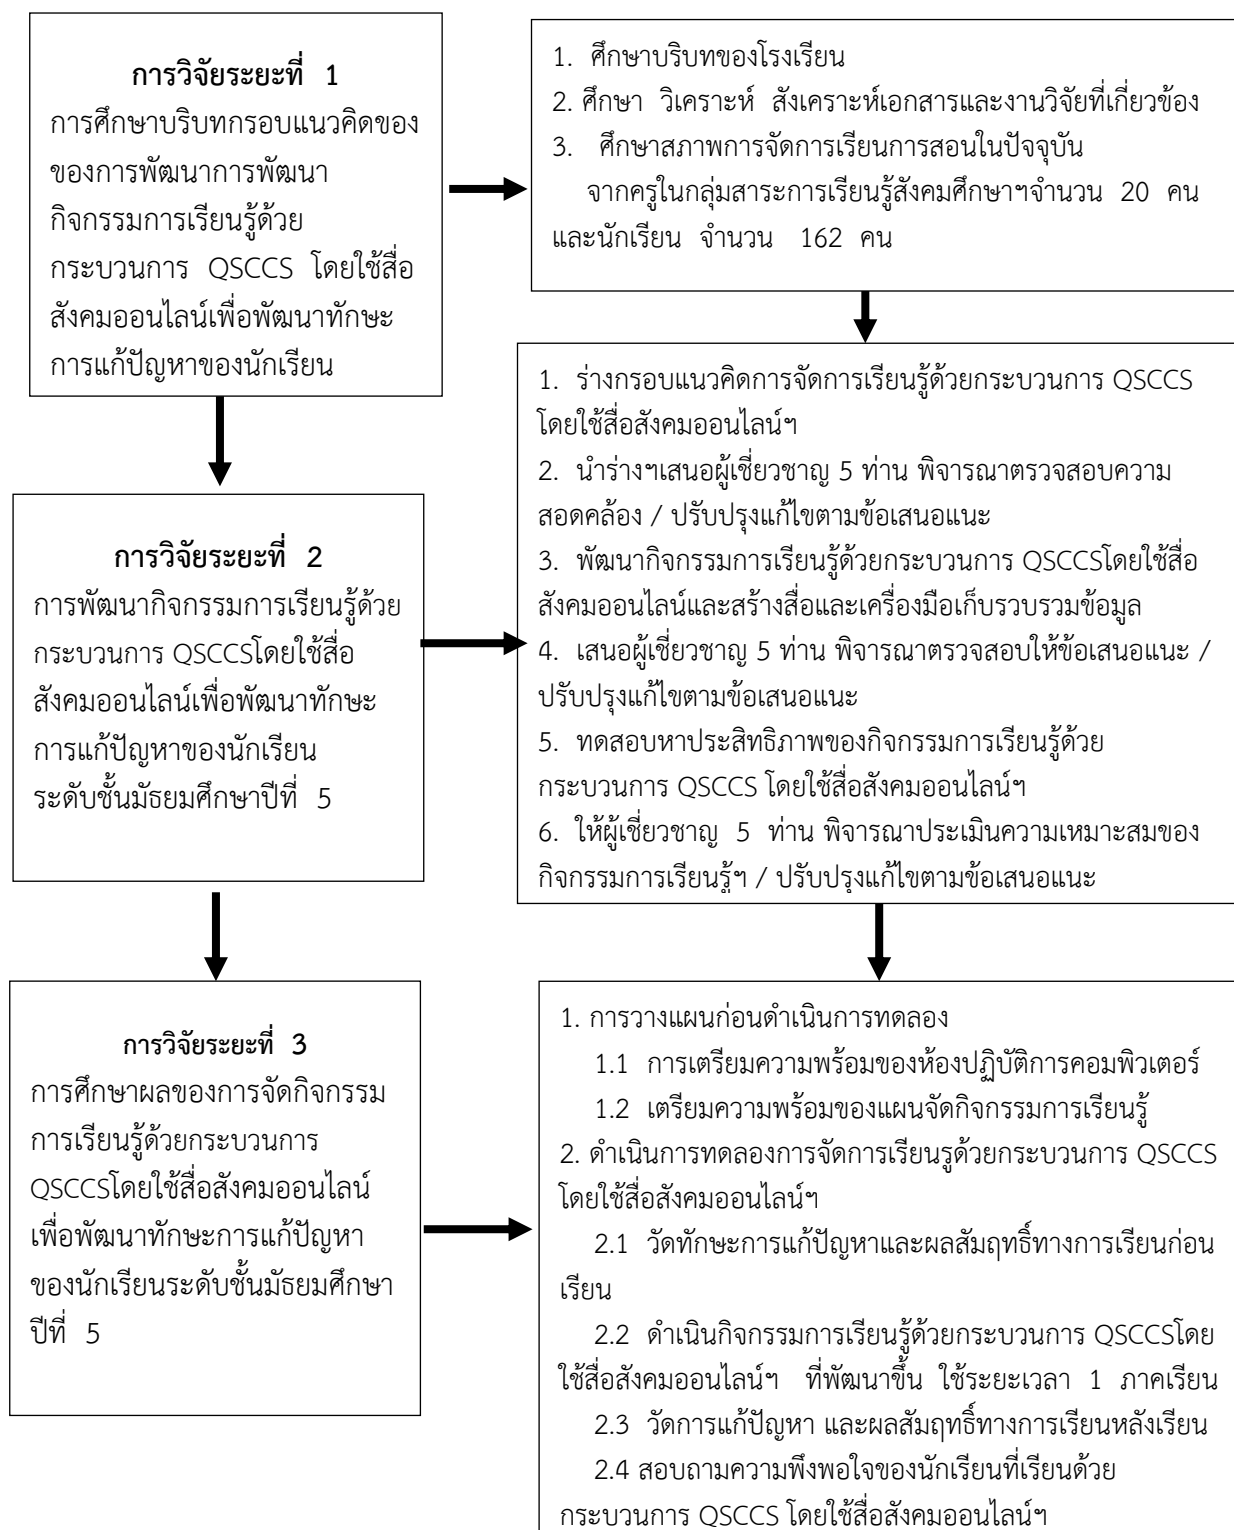 การวิจัยระยะที่ 1
การศึกษาบริบทกรอบแนวคิดของ
ของการพัฒนาการพัฒนา
กิจกรรมการเรียนรู้ด้วย
กระบวนการ QSCCS โดยใช้สื่อ
สังคมออนไลน์เพื่อพัฒนาทักษะ
การแก้ปัญหาของนักเรียน
1. ศึกษาบริบทของโรงเรียน
2. ศึกษา วิเคราะห์ สังเคราะห์เอกสารและงานวิจัยที่เกี่ยวข้อง
3. ศึกษาสภาพการจัดการเรียนการสอนในปัจจุบัน
จากครูในกลุ่มสาระการเรียนรู้สังคมศึกษาฯจำนวน 20 คน
และนักเรียน จำนวน 162 คน
การวิจัยระยะที่ 2
การพัฒนากิจกรรมการเรียนรู้ด้วย
กระบวนการ QSCCSโดยใช้สื่อ
สังคมออนไลน์เพื่อพัฒนาทักษะ
การแก้ปัญหาของนักเรียน
ระดับชั้นมัธยมศึกษาปีที่ 5
1. ร่างกรอบแนวคิดการจัดการเรียนรู้ด้วยกระบวนการ QSCCS
โดยใช้สื่อสังคมออนไลน์ฯ
2. นำร่างฯเสนอผู้เชี่ยวชาญ 5 ท่าน พิจารณาตรวจสอบความ
สอดคล้อง / ปรับปรุงแก้ไขตามข้อเสนอแนะ
3. พัฒนากิจกรรมการเรียนรู้ด้วยกระบวนการ QSCCSโดยใช้สื่อ
สังคมออนไลน์และสร้างสื่อและเครื่องมือเก็บรวบรวมข้อมูล
4. เสนอผู้เชี่ยวชาญ 5 ท่าน พิจารณาตรวจสอบให้ข้อเสนอแนะ /
ปรับปรุงแก้ไขตามข้อเสนอแนะ
5. ทดสอบหาประสิทธิภาพของกิจกรรมการเรียนรู้ด้วย
กระบวนการ QSCCS โดยใช้สื่อสังคมออนไลน์ฯ
6. ให้ผู้เชี่ยวชาญ 5 ท่าน พิจารณาประเมินความเหมาะสมของ
กิจกรรมการเรียนรู้ฯ / ปรับปรุงแก้ไขตามข้อเสนอแนะ
การวิจัยระยะที่ 3
การศึกษาผลของการจัดกิจกรรม
การเรียนรู้ด้วยกระบวนการ
QSCCSโดยใช้สื่อสังคมออนไลน์
เพื่อพัฒนาทักษะการแก้ปัญหา
ของนักเรียนระดับชั้นมัธยมศึกษา
ปีที่ 5
1. การวางแผนก่อนดำเนินการทดลอง
1.1 การเตรียมความพร้อมของห้องปฏิบัติการคอมพิวเตอร์
1.2 เตรียมความพร้อมของแผนจัดกิจกรรมการเรียนรู้
2. ดำเนินการทดลองการจัดการเรียนรูด้วยกระบวนการ QSCCS
โดยใช้สื่อสังคมออนไลน์ฯ
2.1 วัดทักษะการแก้ปัญหาและผลสัมฤทธิ์ทางการเรียนก่อน
เรียน
2.2 ดำเนินกิจกรรมการเรียนรู้ด้วยกระบวนการ QSCCSโดย
ใช้สื่อสังคมออนไลน์ฯ ที่พัฒนาขึ้น ใช้ระยะเวลา 1 ภาคเรียน
2.3 วัดการแก้ปัญหา และผลสัมฤทธิ์ทางการเรียนหลังเรียน
2.4 สอบถามความพึงพอใจของนักเรียนที่เรียนด้วย
กระบวนการ QSCCS โดยใช้สื่อสังคมออนไลน์ฯ